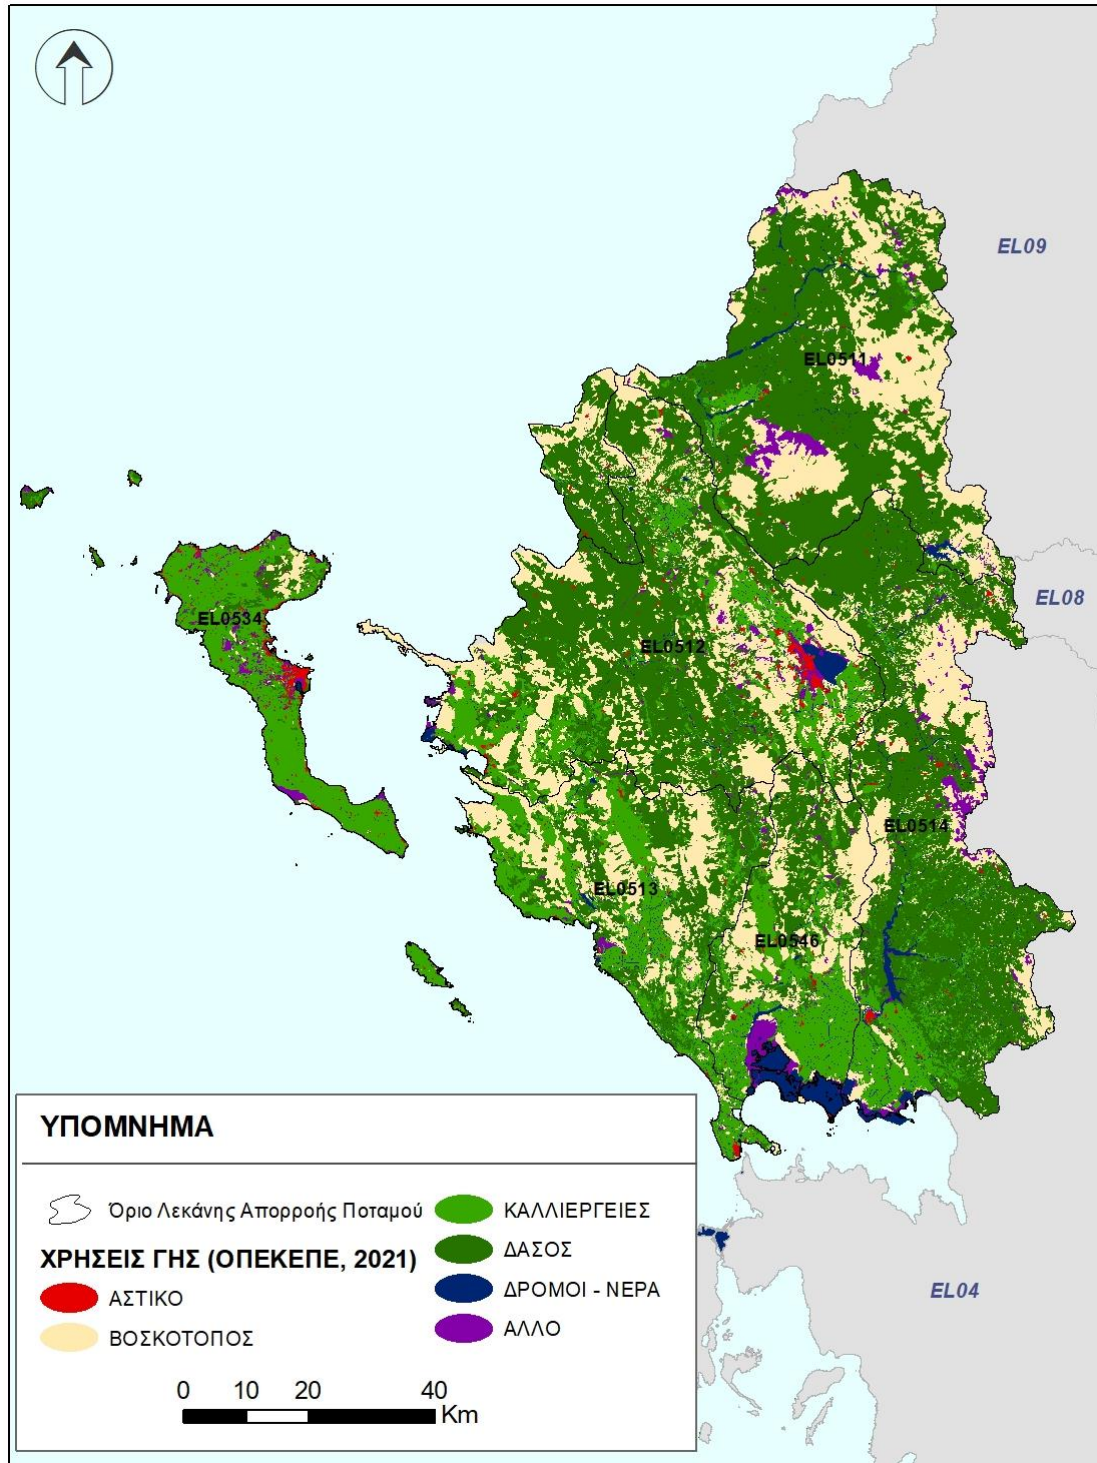 EL09
EL0511
EL08
EL0534
EL0512
EL0514
EL0513
EL0546
EL04
ΥΠΟΜΝΗΜΑ
Όριο Λεκάνης Απορροής Ποταμού
ΧΡΗΣΕΙΣ ΓΗΣ (ΟΠΕΚΕΠΕ, 2021)
ΑΣΤΙΚΟ
ΒΟΣΚΟΤΟΠΟΣ
ΚΑΛΛΙΕΡΓΕΙΕΣ
ΔΑΣΟΣ
ΔΡΟΜΟΙ - ΝΕΡΑ
ΑΛΛΟ
0 10 20 40
Km